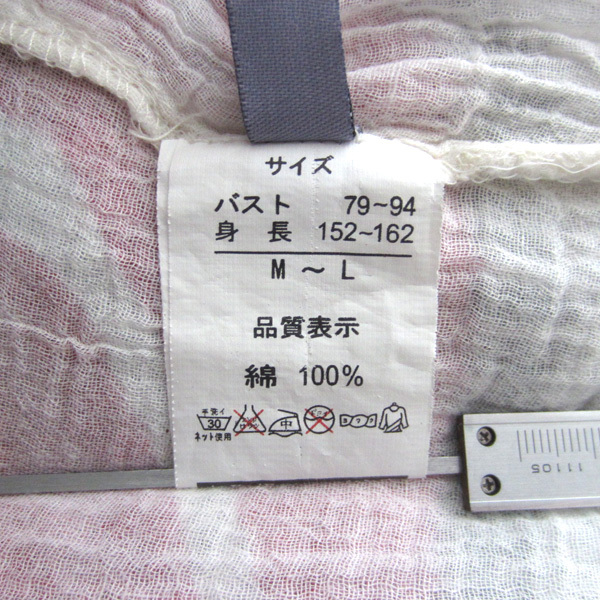 サイズ
バスト 79~94
身長 152~162
M ~ L
品質表示
綿 100%
手洗イ
30 中
ネット使用
11105